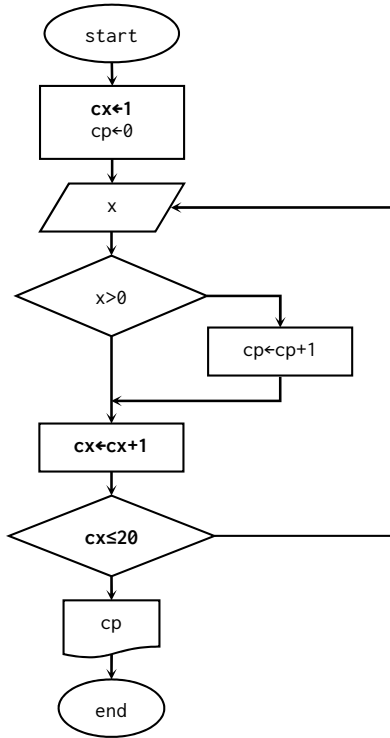 start
cx←1
cp←0
x
x>0
cp←cp+1
cx←cx+1
cx≤20
cp
end